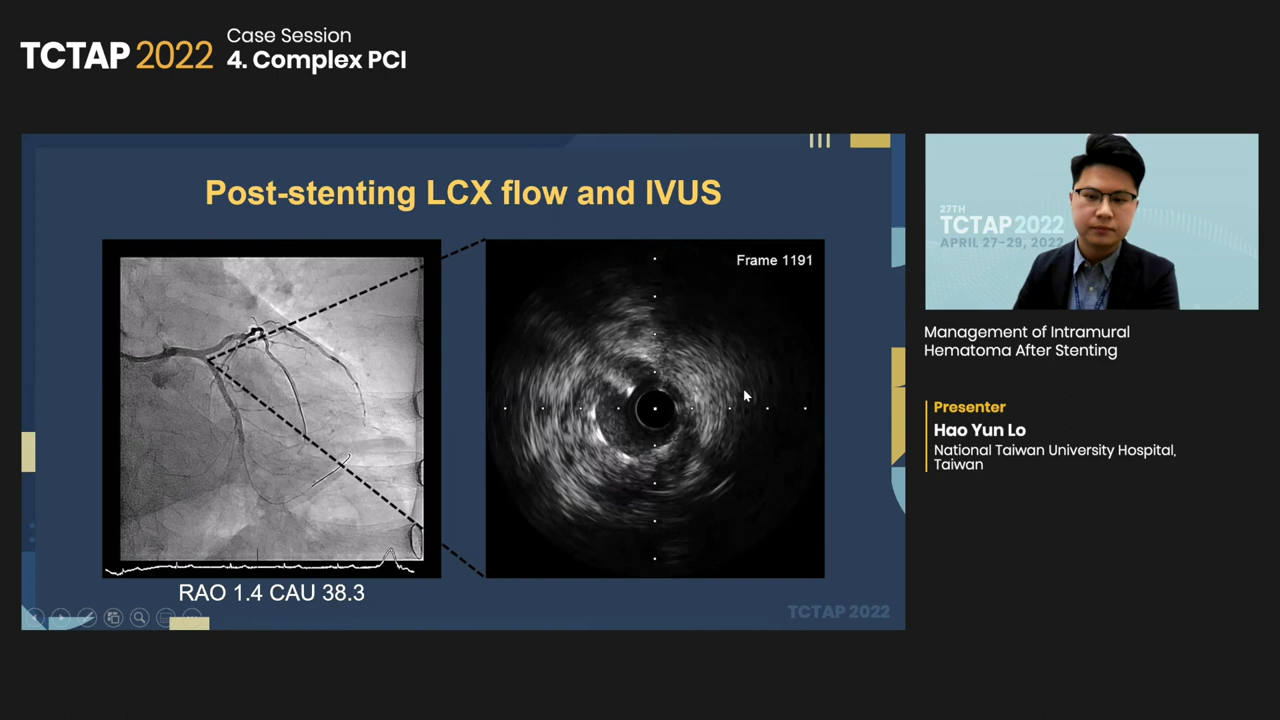 TCTAP 2022
Case Session
4. Complex PCI
Post-stenting LCX flow and IVUS
Frame 1191
RAO 1.4 CAU 38.3
TCTAP 2022
27TH
TCTAP 2022
APRIL 27-29, 2022
Management of Intramural
Hematoma After Stenting
Presenter
Hao Yun Lo
National Taiwan University Hospital,
Taiwan